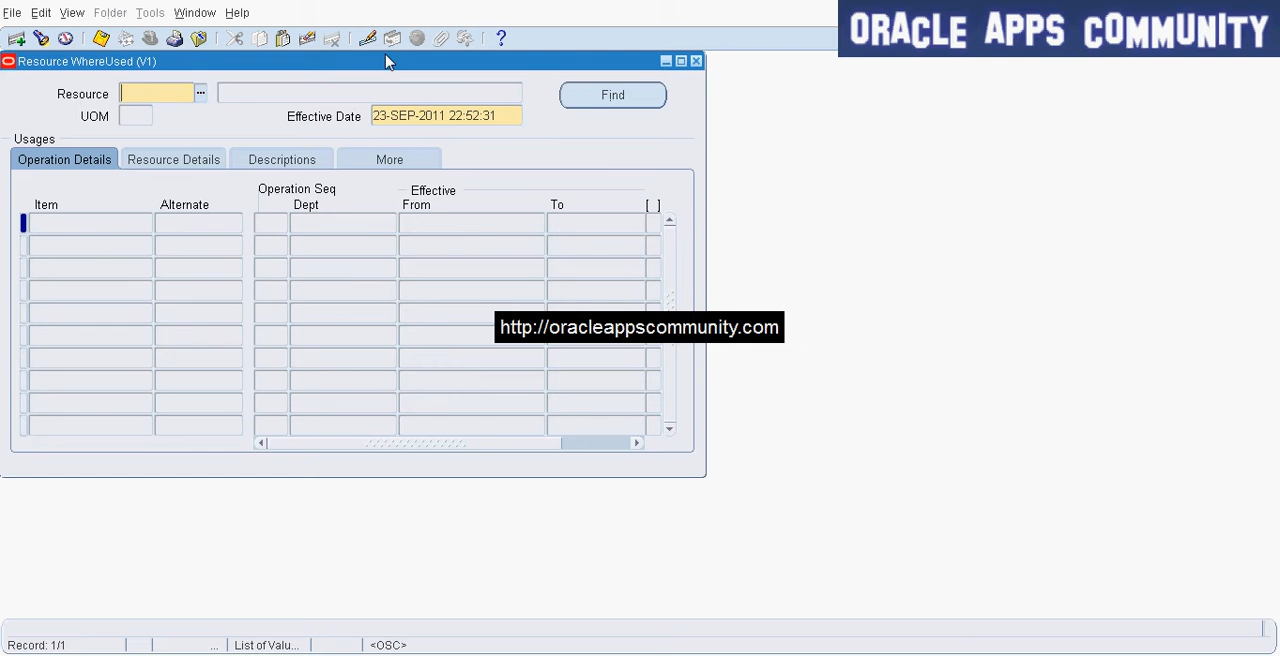 File Edit View Folder Tools Window Help
ORACLE APPS COMMUNITY
Resource WhereUsed (V1)
Resource ... Find
UOM Effective Date 23-SEP-2011 22:52:31
Usages
Operation Details Resource Details Descriptions More
Operation Seq Effective
Item Alternate Dept From To [ ]
http://oracleappscommunity.com
Record: 1/1 ... List of Valu... <OSC>